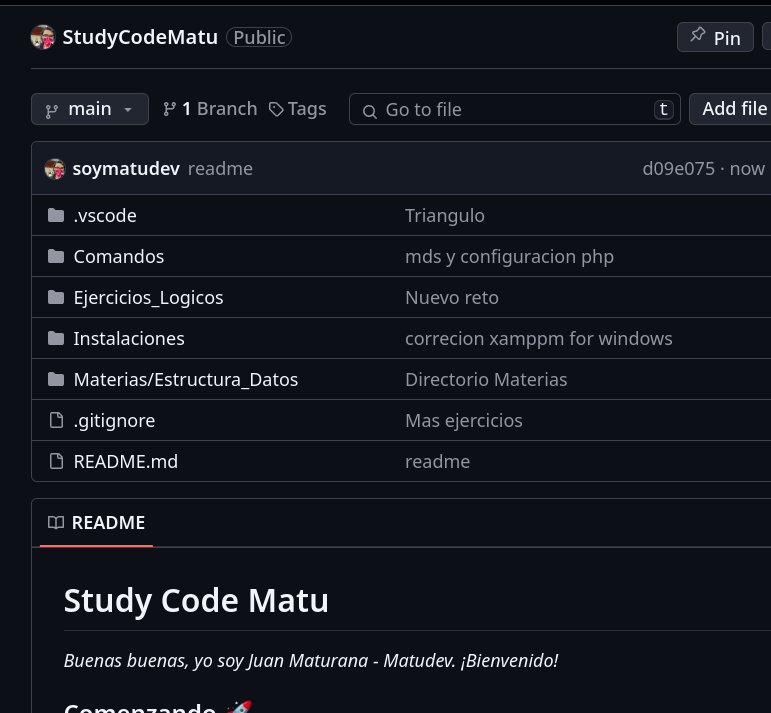 StudyCodeMatu Public Pin
main 1 Branch Tags Go to file t Add file
soymatudev readme d09e075 · now
.vscode Triangulo
Comandos mds y configuracion php
Ejercicios_Logicos Nuevo reto
Instalaciones correcion xamppm for windows
Materias/Estructura_Datos Directorio Materias
.gitignore Mas ejercicios
README.md readme
README
Study Code Matu
Buenas buenas, yo soy Juan Maturana - Matudev. ¡Bienvenido!
Comenzando 🚀